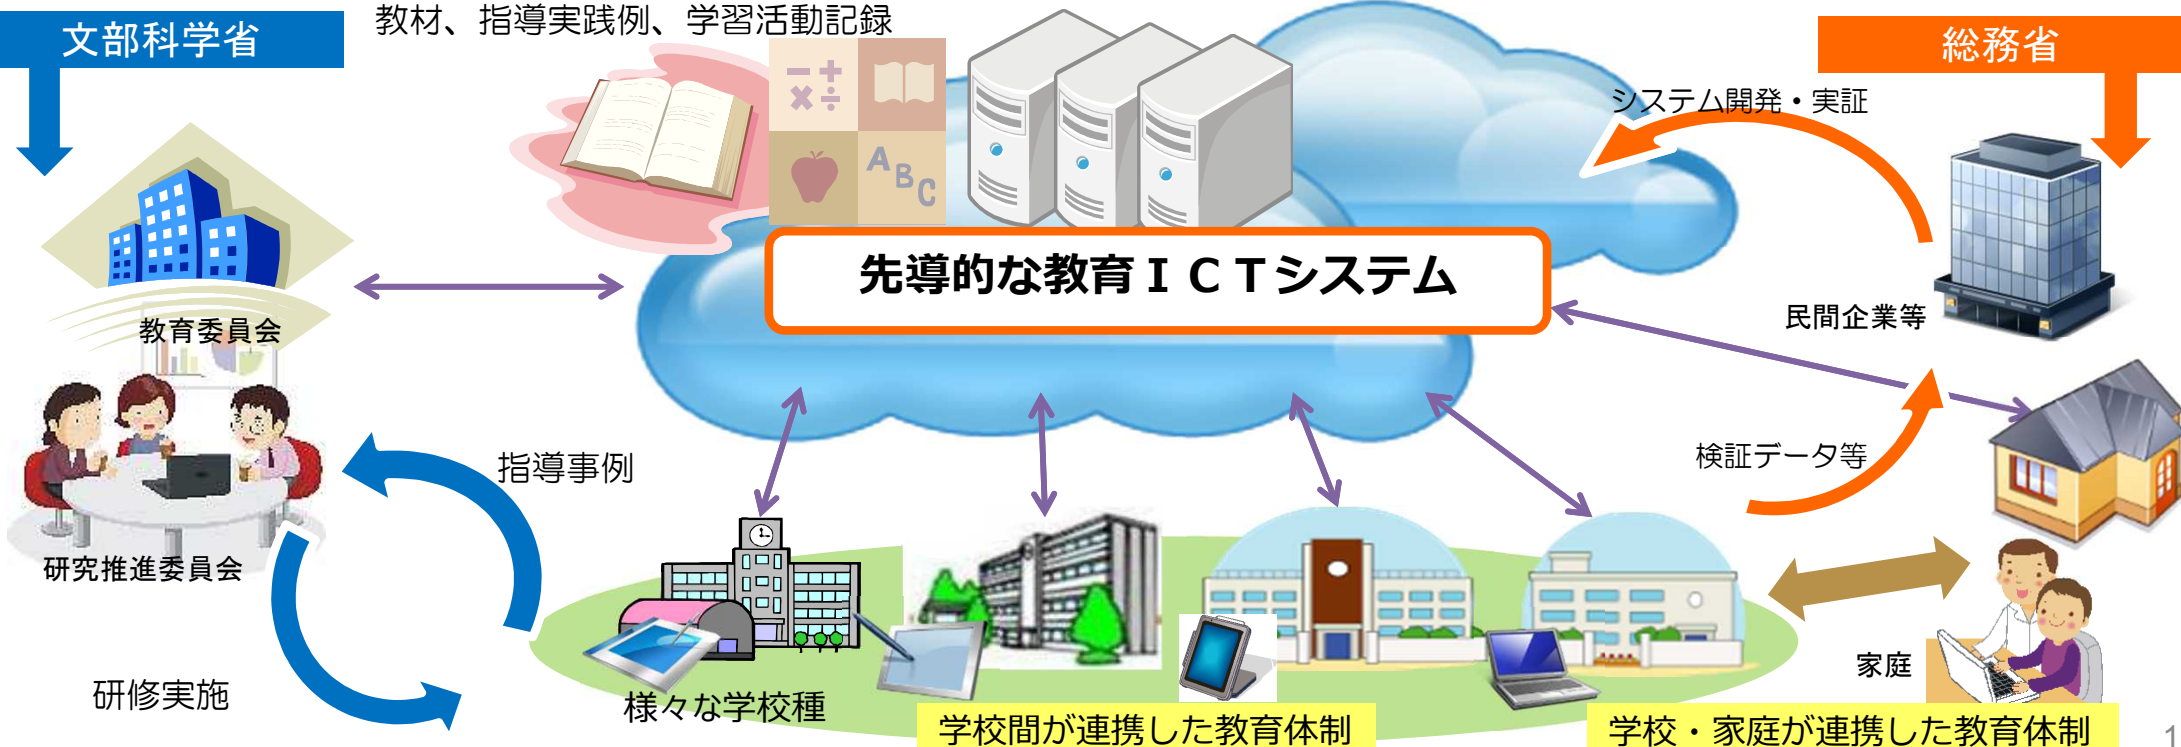 文部科学省
教材、指導実践例、学習活動記録
総務省
システム開発・実証
A B C
先導的な教育ＩＣＴシステム
教育委員会
民間企業等
指導事例
検証データ等
研究推進委員会
研修実施
様々な学校種
家庭
学校間が連携した教育体制
学校・家庭が連携した教育体制
1